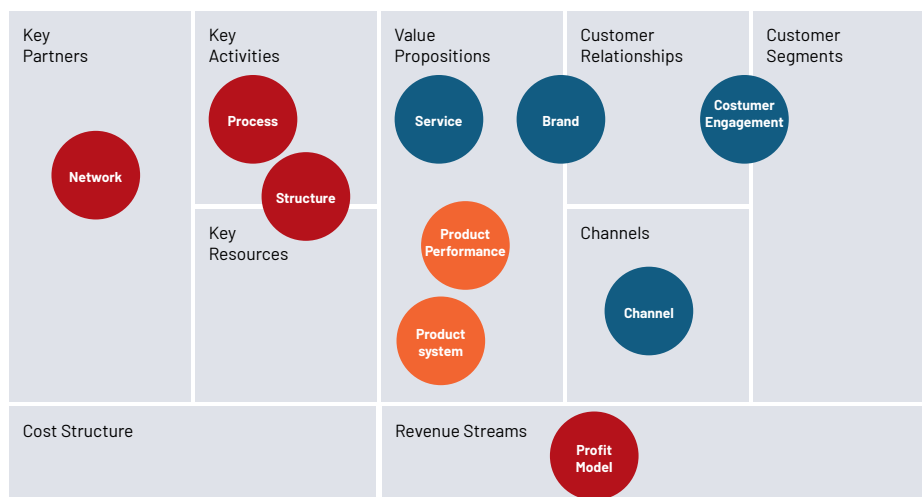 Key
Partners
Key
Activities
Value
Propositions
Customer
Relationships
Customer
Segments
Process
Service
Brand
Costumer
Engagement
Network
Structure
Key
Resources
Product
Performance
Channels
Channel
Product
system
Cost Structure
Revenue Streams
Profit
Model